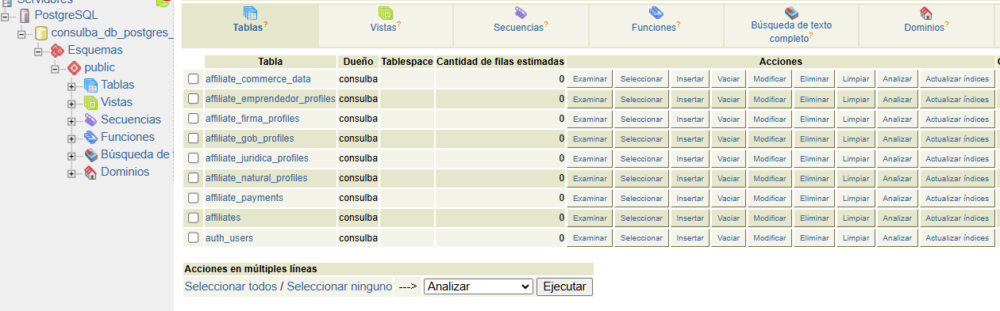 Servidores
PostgreSQL
consulba_db_postgres_
Esquemas
public
Tablas
Vistas
Secuencias
Funciones
Búsqueda de
Dominios
Tablas?
Vistas?
Secuencias?
Funciones?
Búsqueda de texto
completo?
Dominios?
Tabla Dueño Tablespace Cantidad de filas estimadas Acciones
affiliate_commerce_data consulba 0 Examinar Seleccionar Insertar Vaciar Modificar Eliminar Limpiar Analizar Actualizar índices
affiliate_emprendedor_profiles consulba 0 Examinar Seleccionar Insertar Vaciar Modificar Eliminar Limpiar Analizar Actualizar índices
affiliate_firma_profiles consulba 0 Examinar Seleccionar Insertar Vaciar Modificar Eliminar Limpiar Analizar Actualizar índices
affiliate_gob_profiles consulba 0 Examinar Seleccionar Insertar Vaciar Modificar Eliminar Limpiar Analizar Actualizar índices
affiliate_juridica_profiles consulba 0 Examinar Seleccionar Insertar Vaciar Modificar Eliminar Limpiar Analizar Actualizar índices
affiliate_natural_profiles consulba 0 Examinar Seleccionar Insertar Vaciar Modificar Eliminar Limpiar Analizar Actualizar índices
affiliate_payments consulba 0 Examinar Seleccionar Insertar Vaciar Modificar Eliminar Limpiar Analizar Actualizar índices
affiliates consulba 0 Examinar Seleccionar Insertar Vaciar Modificar Eliminar Limpiar Analizar Actualizar índices
auth_users consulba 0 Examinar Seleccionar Insertar Vaciar Modificar Eliminar Limpiar Analizar Actualizar índices
Acciones en múltiples líneas
Seleccionar todos / Seleccionar ninguno ---> Analizar Ejecutar